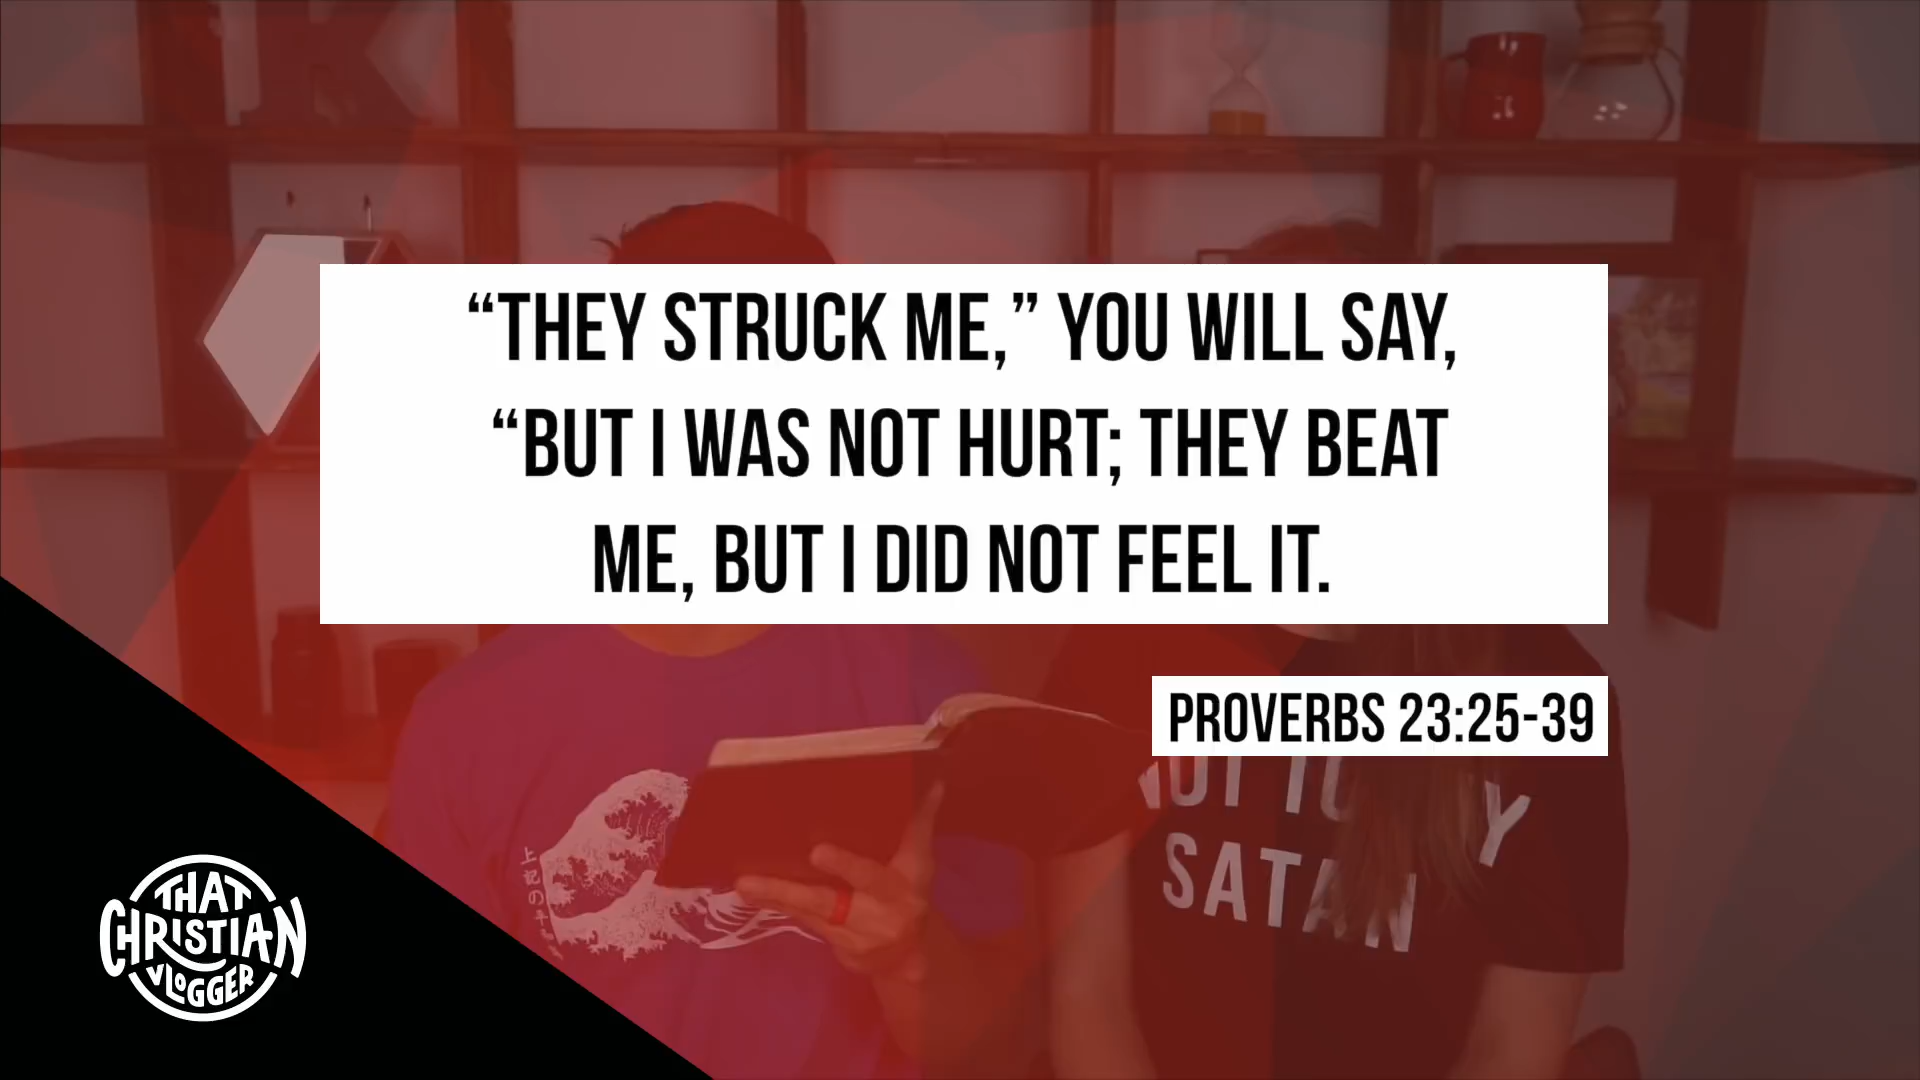 “THEY STRUCK ME,” YOU WILL SAY,
“BUT I WAS NOT HURT; THEY BEAT
ME, BUT I DID NOT FEEL IT.
PROVERBS 23:25-39
SATAN
THAT
CHRISTIAN
VLOGGER